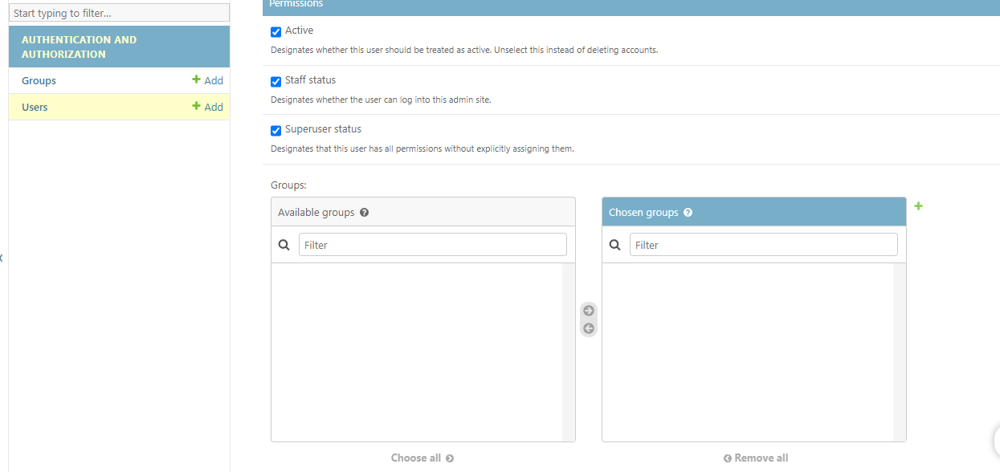 Start typing to filter...
AUTHENTICATION AND
AUTHORIZATION
Groups
Add
Users
Add
Permissions
Active
Designates whether this user should be treated as active. Unselect this instead of deleting accounts.
Staff status
Designates whether the user can log into this admin site.
Superuser status
Designates that this user has all permissions without explicitly assigning them.
Groups:
Available groups
Filter
Choose all
Chosen groups
Filter
Remove all